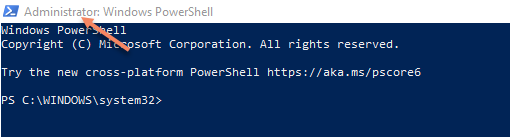 Administrator: Windows PowerShell
Windows PowerShell
Copyright (C) Microsoft Corporation. All rights reserved.
Try the new cross-platform PowerShell https://aka.ms/pscore6
PS C:\WINDOWS\system32>